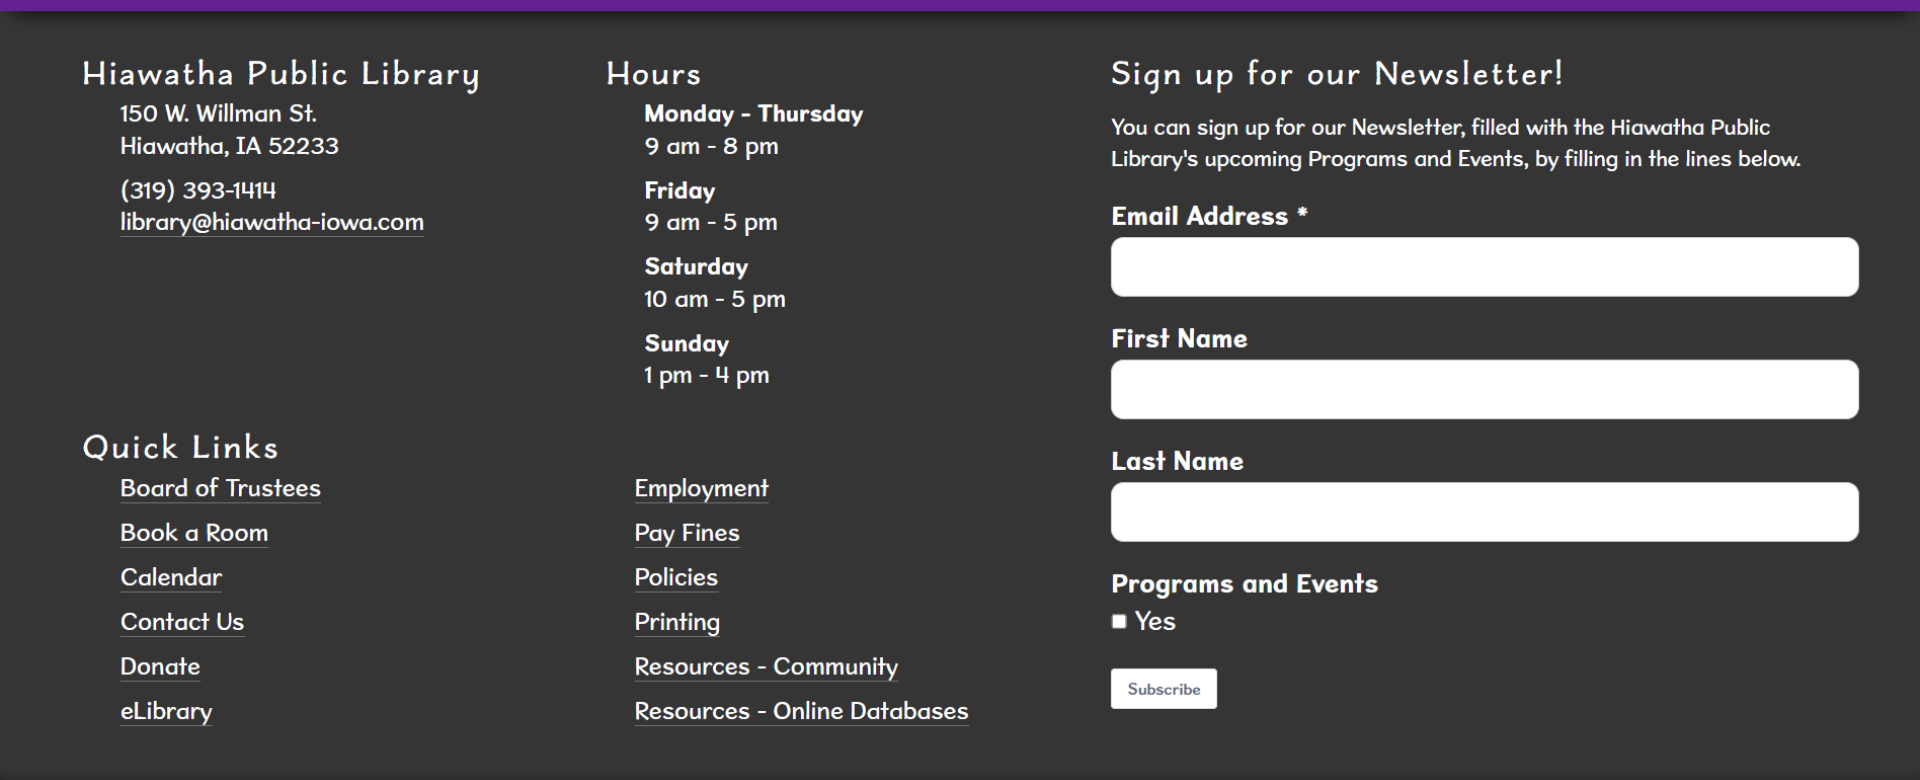 Hiawatha Public Library
150 W. Willman St.
Hiawatha, IA 52233
(319) 393-1414
library@hiawatha-iowa.com
Hours
Monday - Thursday
9 am - 8 pm
Friday
9 am - 5 pm
Saturday
10 am - 5 pm
Sunday
1 pm - 4 pm
Quick Links
Board of Trustees
Book a Room
Calendar
Contact Us
Donate
eLibrary
Employment
Pay Fines
Policies
Printing
Resources - Community
Resources - Online Databases
Sign up for our Newsletter!
You can sign up for our Newsletter, filled with the Hiawatha Public
Library's upcoming Programs and Events, by filling in the lines below.
Email Address *
First Name
Last Name
Programs and Events
Yes
Subscribe